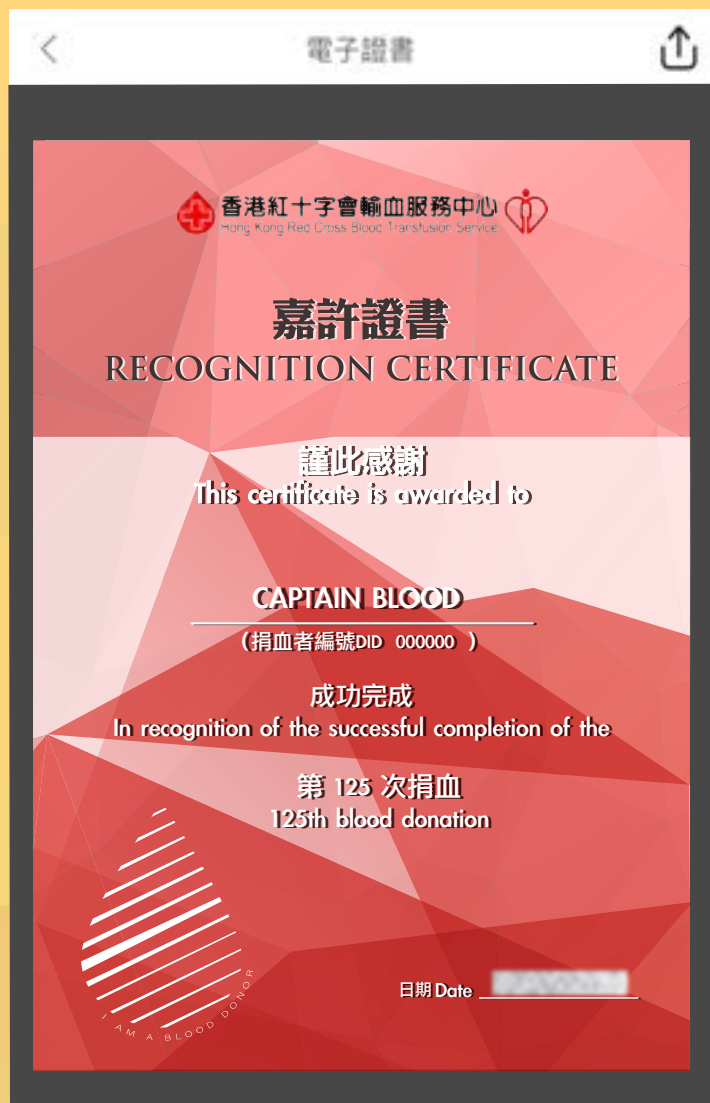 電子證書
香港紅十字會輸血服務中心
Hong Kong Red Cross Blood Transfusion Service
嘉許證書
RECOGNITION CERTIFICATE
謹此感謝
This certificate is awarded to
CAPTAIN BLOOD
(捐血者編號DID 000000 )
成功完成
In recognition of the successful completion of the
第 125 次捐血
125th blood donation
I AM A BLOOD DONOR
日期 Date